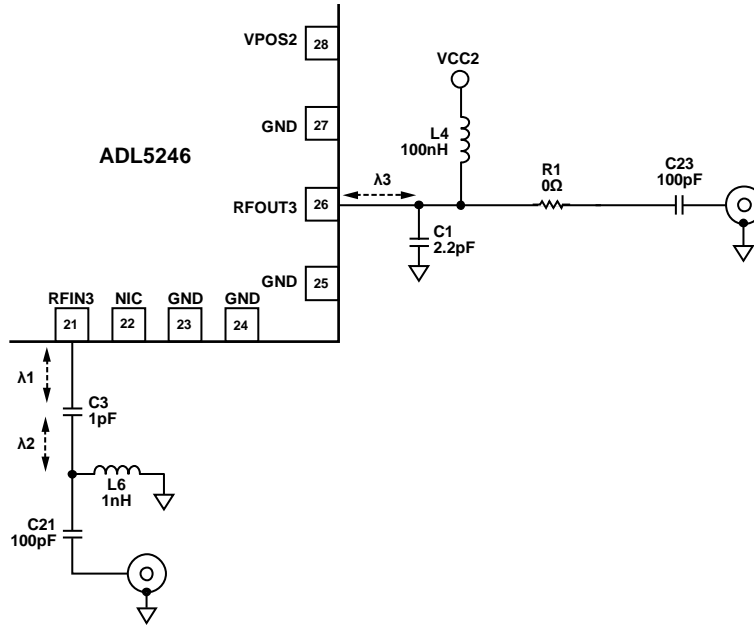 VPOS2
28
VCC2
GND
27
L4
100nH
ADL5246
R1
0Ω
C23
100pF
λ3
RFOUT3
26
C1
2.2pF
GND
25
RFIN3
NIC
GND
GND
21
22
23
24
λ1
C3
1pF
λ2
L6
1nH
C21
100pF